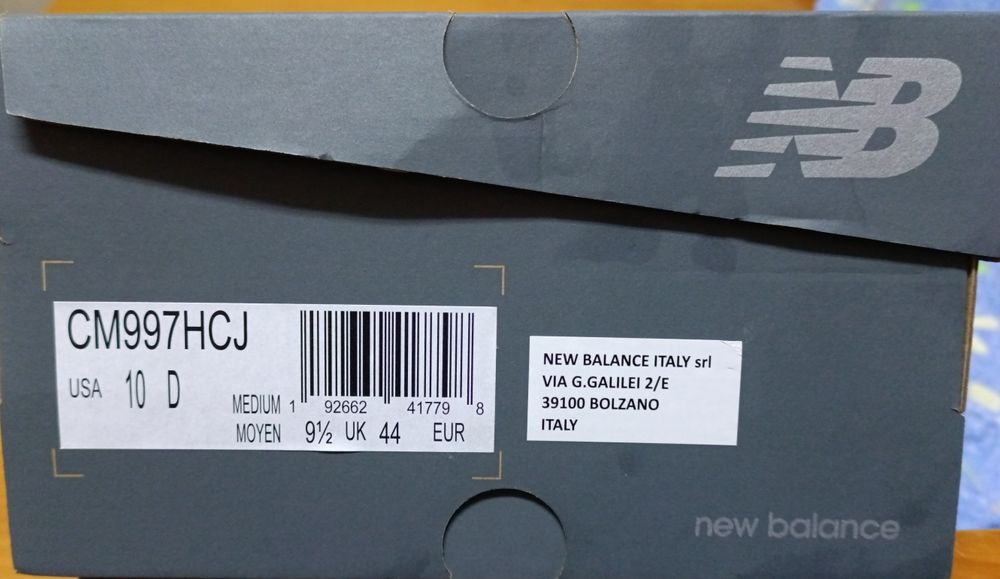 NB
CM997HCJ
USA 10 D
MEDIUM 1 92662 41779 8
MOYEN 9½ UK 44 EUR
NEW BALANCE ITALY srl
VIA G.GALILEI 2/E
39100 BOLZANO
ITALY
new balance